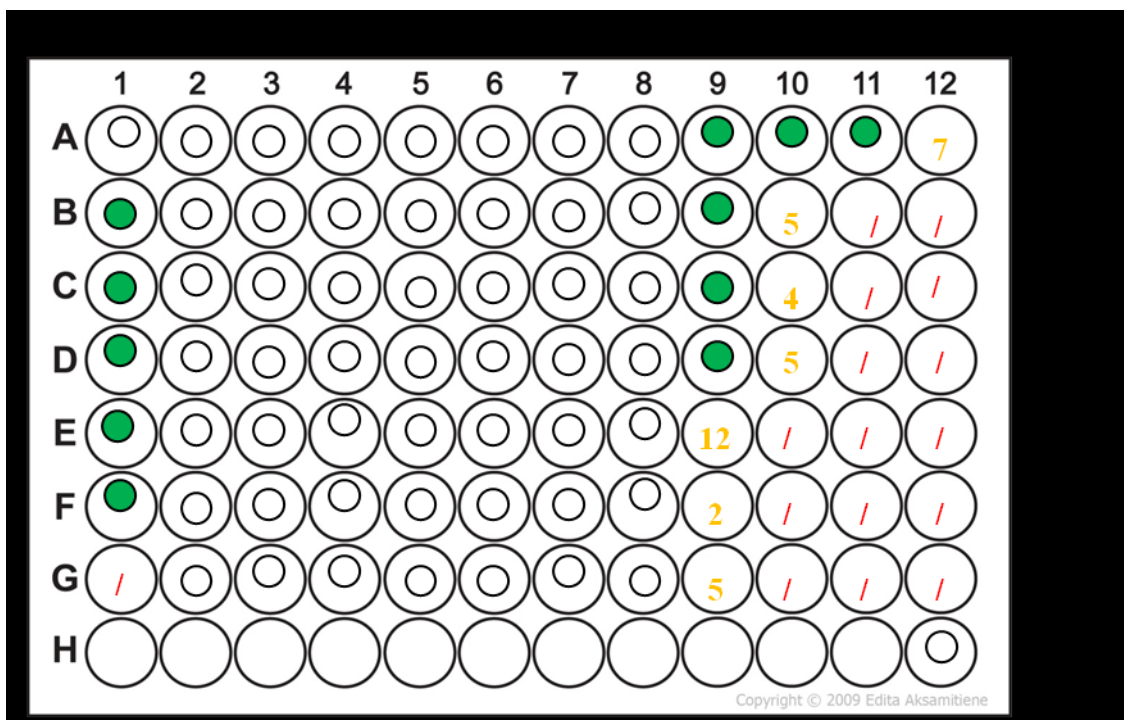 1 2 3 4 5 6 7 8 9 10 11 12
A 7
B 5 / /
C 4 / /
D 5 / /
E 12 / / /
F 2 / / /
G / 5 / / /
H
Copyright © 2009 Edita Aksamitiene